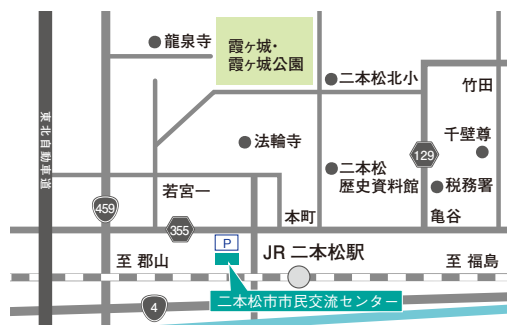 龍泉寺
霞ヶ城・
霞ヶ城公園
二本松北小
竹田
東北自動車道
法輪寺
千壁尊
129
二本松
歴史資料館
税務署
若宮一
459
本町
亀谷
355
P
JR 二本松駅
至 郡山
至 福島
二本松市市民交流センター
4